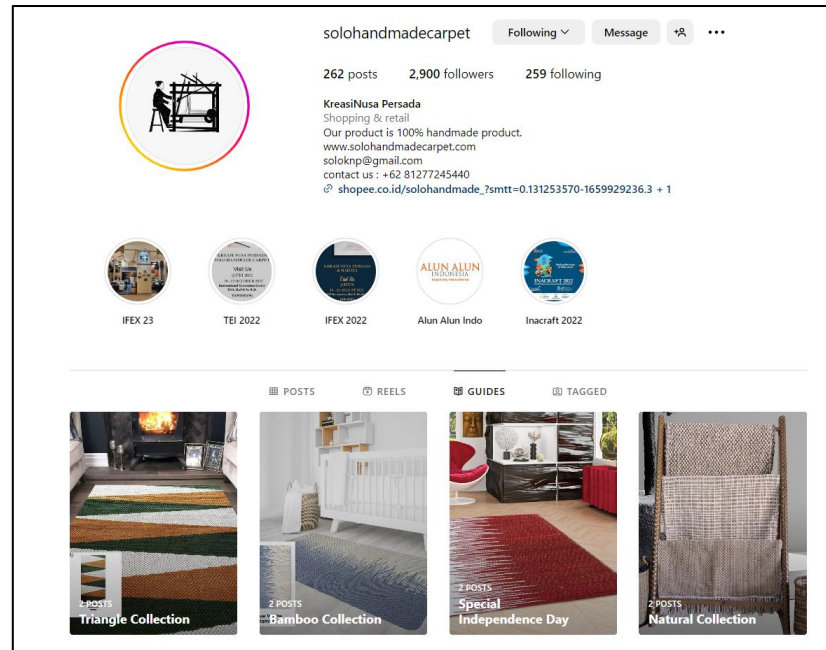 solohandmadecarpet Following Message
262 posts 2,900 followers 259 following
KreasiNusa Persada
Shopping & retail
Our product is 100% handmade product.
www.solohandmadecarpet.com
soloknp@gmail.com
contact us : +62 81277245440
shopee.co.id/solohandmade_?smtt=0.131253570-1659929236.3 + 1
Visit Us
ALUN ALUN
INDONESIA
INACRAFT 2022
IFEX 23 TEI 2022 IFEX 2022 Alun Alun Indo Inacraft 2022
POSTS REELS GUIDES TAGGED
2 POSTS
Triangle Collection
2 POSTS
Bamboo Collection
2 POSTS
Special
Independence Day
2 POSTS
Natural Collection